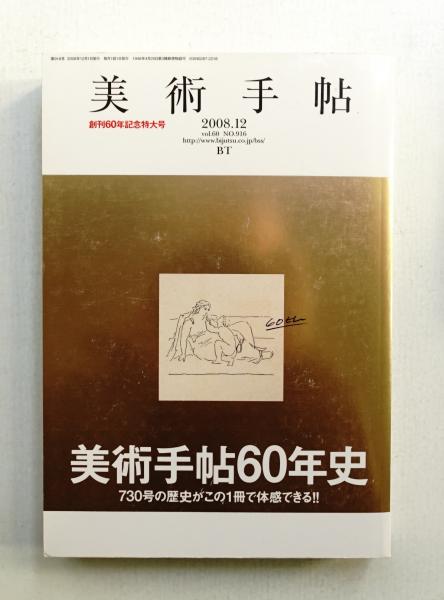 美術手帖
創刊60年記念特大号
2008.12
vol.60 NO.916
http://www.bijutsu.co.jp/bss/
BT
60th
美術手帖60年史
730号の歴史がこの1冊で体感できる!!